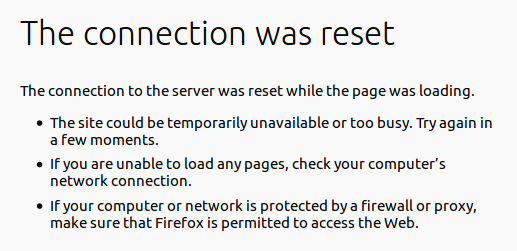 The connection was reset
The connection to the server was reset while the page was loading.
• The site could be temporarily unavailable or too busy. Try again in
a few moments.
• If you are unable to load any pages, check your computer’s
network connection.
• If your computer or network is protected by a firewall or proxy,
make sure that Firefox is permitted to access the Web.